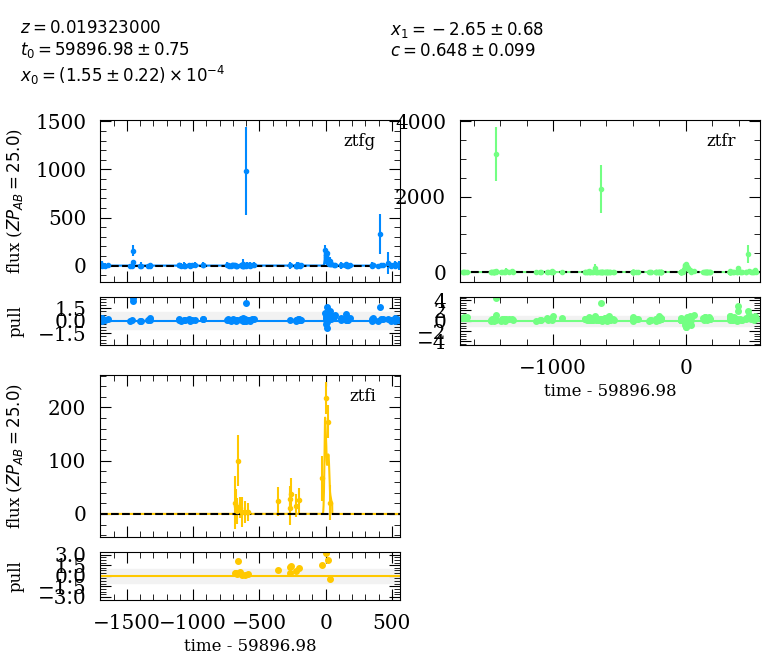 z = 0.019323000
t₀ = 59896.98 ± 0.75
x₀ = (1.55 ± 0.22) × 10⁻⁴
x₁ = −2.65 ± 0.68
c = 0.648 ± 0.099
ztfg
1500
1000
500
0
flux (ZP_AB = 25.0)
1.5
0.0
−1.5
pull
ztfr
4000
2000
0
4
2
0
−2
−4
−1000
0
time - 59896.98
ztfi
200
100
0
flux (ZP_AB = 25.0)
3.0
1.5
0.0
−1.5
−3.0
pull
−1500
−1000
−500
0
500
time - 59896.98